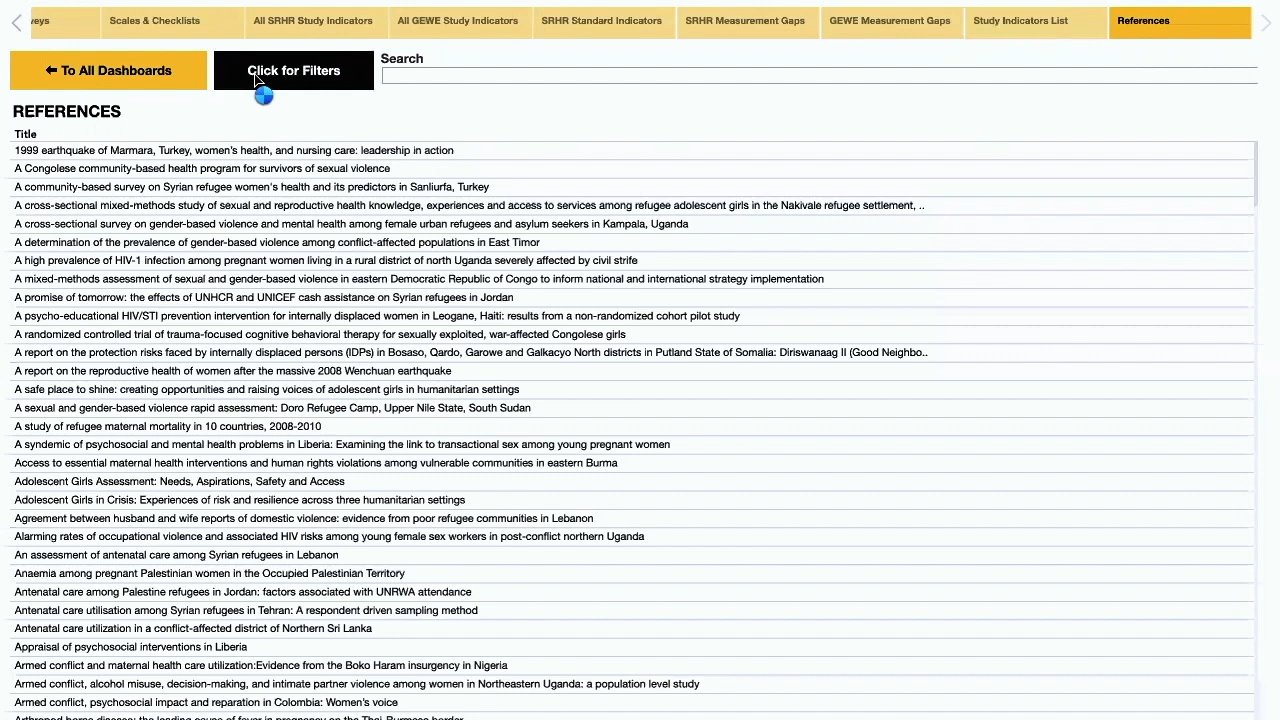 Scales & Checklists
All SRHR Study Indicators
All GEWE Study Indicators
SRHR Standard Indicators
SRHR Measurement Gaps
GEWE Measurement Gaps
Study Indicators List
References
To All Dashboards
Click for Filters
Search
REFERENCES
Title
1999 earthquake of Marmara, Turkey, women's health, and nursing care: leadership in action
A Congolese community-based health program for survivors of sexual violence
A community-based survey on Syrian refugee women's health and its predictors in Sanliurfa, Turkey
A cross-sectional mixed-methods study of sexual and reproductive health knowledge, experiences and access to services among refugee adolescent girls in the Nakivale refugee settlement, ..
A cross-sectional survey on gender-based violence and mental health among female urban refugees and asylum seekers in Kampala, Uganda
A determination of the prevalence of gender-based violence among conflict-affected populations in East Timor
A high prevalence of HIV-1 infection among pregnant women living in a rural district of north Uganda severely affected by civil strife
A mixed-methods assessment of sexual and gender-based violence in eastern Democratic Republic of Congo to inform national and international strategy implementation
A promise of tomorrow: the effects of UNHCR and UNICEF cash assistance on Syrian refugees in Jordan
A psycho-educational HIV/STI prevention intervention for internally displaced women in Leogane, Haiti: results from a non-randomized cohort pilot study
A randomized controlled trial of trauma-focused cognitive behavioral therapy for sexually exploited, war-affected Congolese girls
A report on the protection risks faced by internally displaced persons (IDPs) in Bosaso, Qardo, Garowe and Galkacyo North districts in Putland State of Somalia: Diriswanaag II (Good Neighbo..
A report on the reproductive health of women after the massive 2008 Wenchuan earthquake
A safe place to shine: creating opportunities and raising voices of adolescent girls in humanitarian settings
A sexual and gender-based violence rapid assessment: Doro Refugee Camp, Upper Nile State, South Sudan
A study of refugee maternal mortality in 10 countries, 2008-2010
A syndemic of psychosocial and mental health problems in Liberia: Examining the link to transactional sex among young pregnant women
Access to essential maternal health interventions and human rights violations among vulnerable communities in eastern Burma
Adolescent Girls Assessment: Needs, Aspirations, Safety and Access
Adolescent Girls in Crisis: Experiences of risk and resilience across three humanitarian settings
Agreement between husband and wife reports of domestic violence: evidence from poor refugee communities in Lebanon
Alarming rates of occupational violence and associated HIV risks among young female sex workers in post-conflict northern Uganda
An assessment of antenatal care among Syrian refugees in Lebanon
Anaemia among pregnant Palestinian women in the Occupied Palestinian Territory
Antenatal care among Palestine refugees in Jordan: factors associated with UNRWA attendance
Antenatal care utilisation among Syrian refugees in Tehran: A respondent driven sampling method
Antenatal care utilization in a conflict-affected district of Northern Sri Lanka
Appraisal of psychosocial interventions in Liberia
Armed conflict and maternal health care utilization:Evidence from the Boko Haram insurgency in Nigeria
Armed conflict, alcohol misuse, decision-making, and intimate partner violence among women in Northeastern Uganda: a population level study
Armed conflict, psychosocial impact and reparation in Colombia: Women's voice